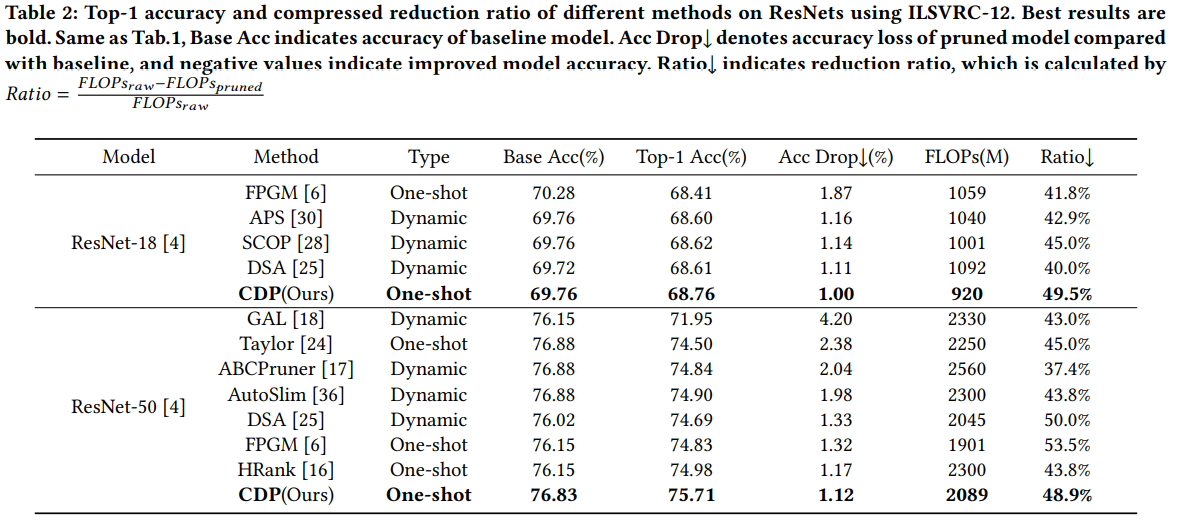 Table 2: Top-1 accuracy and compressed reduction ratio of different methods on ResNets using ILSVRC-12. Best results are
bold. Same as Tab.1, Base Acc indicates accuracy of baseline model. Acc Drop↓ denotes accuracy loss of pruned model compared
with baseline, and negative values indicate improved model accuracy. Ratio↓ indicates reduction ratio, which is calculated by
Ratio = (FLOPs_raw−FLOPs_pruned)/FLOPs_raw
Model Method Type Base Acc(%) Top-1 Acc(%) Acc Drop↓(%) FLOPs(M) Ratio↓
FPGM [6] One-shot 70.28 68.41 1.87 1059 41.8%
APS [30] Dynamic 69.76 68.60 1.16 1040 42.9%
ResNet-18 [4] SCOP [28] Dynamic 69.76 68.62 1.14 1001 45.0%
DSA [25] Dynamic 69.72 68.61 1.11 1092 40.0%
CDP(Ours) One-shot 69.76 68.76 1.00 920 49.5%
GAL [18] Dynamic 76.15 71.95 4.20 2330 43.0%
Taylor [24] One-shot 76.88 74.50 2.38 2250 45.0%
ABCPruner [17] Dynamic 76.88 74.84 2.04 2560 37.4%
AutoSlim [36] Dynamic 76.88 74.90 1.98 2300 43.8%
ResNet-50 [4] DSA [25] Dynamic 76.02 74.69 1.33 2045 50.0%
FPGM [6] One-shot 76.15 74.83 1.32 1901 53.5%
HRank [16] One-shot 76.15 74.98 1.17 2300 43.8%
CDP(Ours) One-shot 76.83 75.71 1.12 2089 48.9%